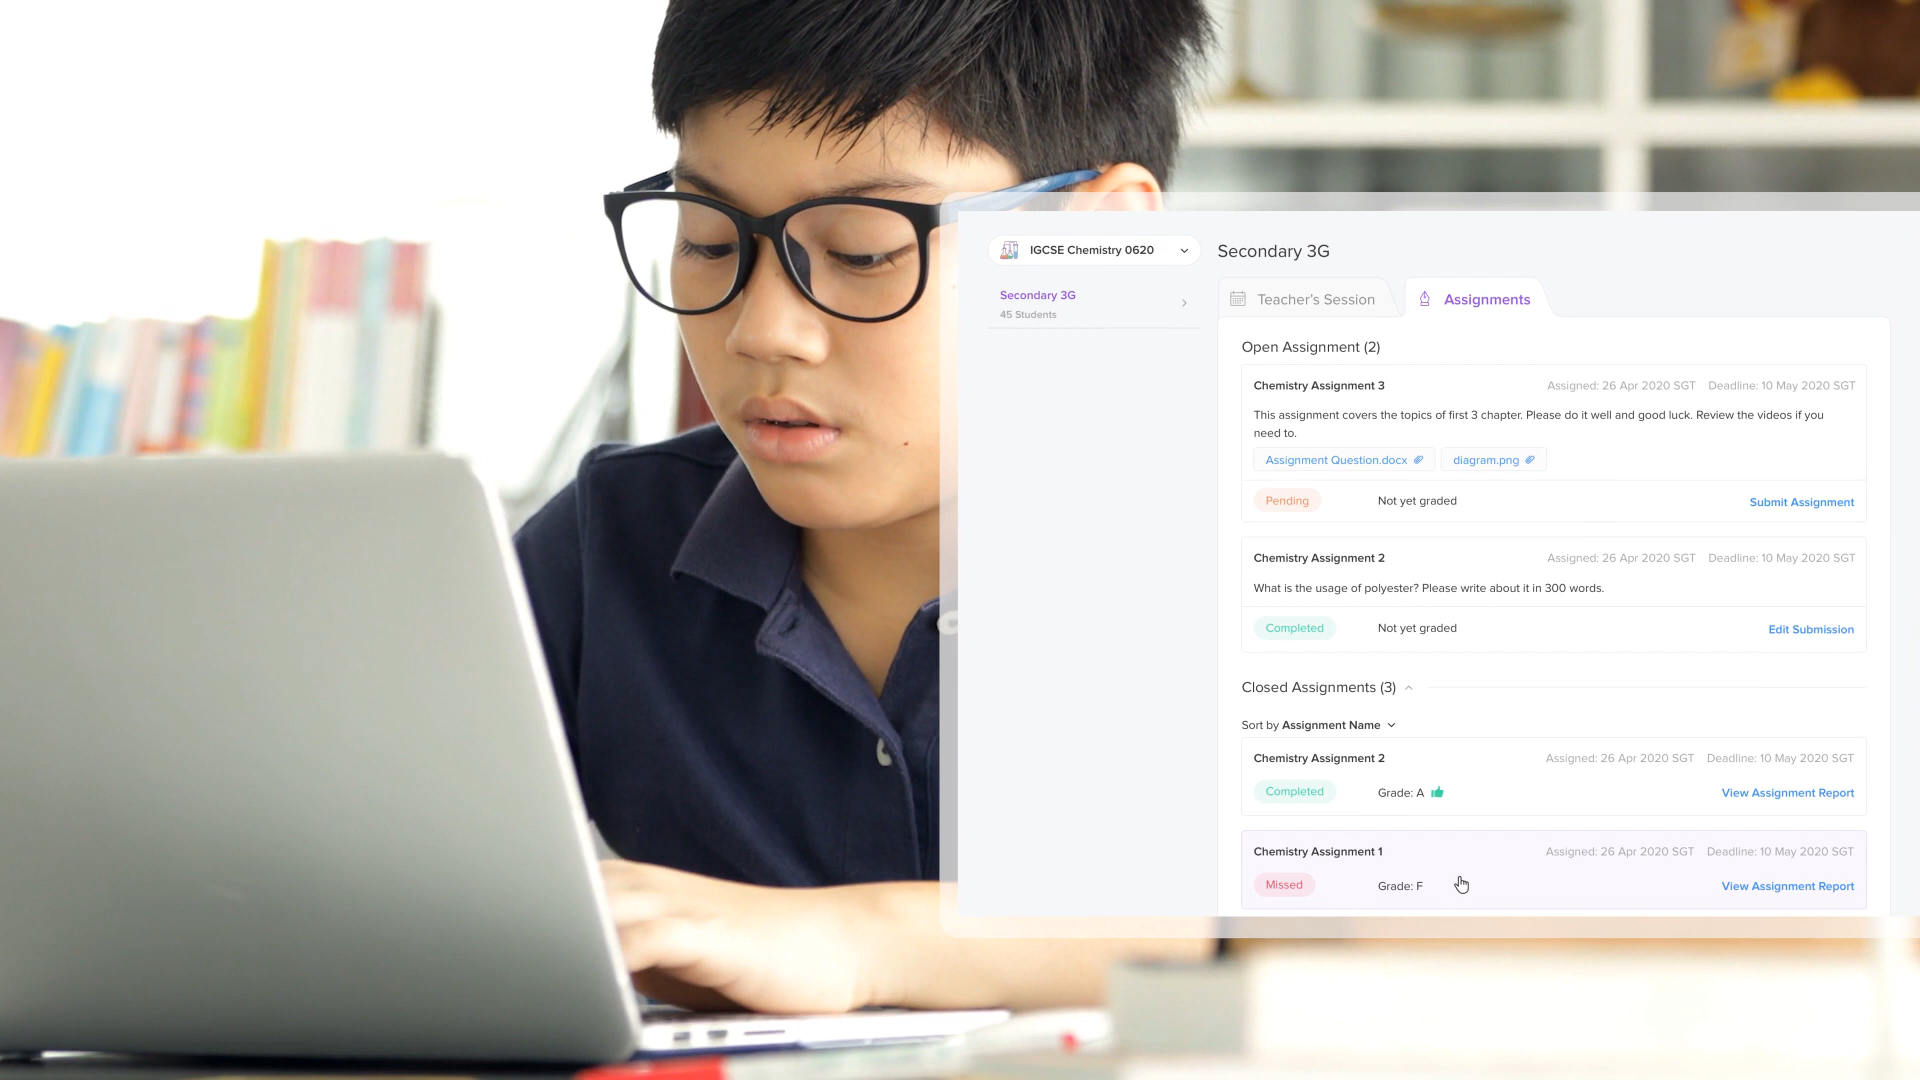 IGCSE Chemistry 0620
Secondary 3G
45 Students
Secondary 3G
Teacher's Session
Assignments
Open Assignment (2)
Chemistry Assignment 3 Assigned: 26 Apr 2020 SGT Deadline: 10 May 2020 SGT
This assignment covers the topics of first 3 chapter. Please do it well and good luck. Review the videos if you
need to.
Assignment Question.docx diagram.png
Pending Not yet graded Submit Assignment
Chemistry Assignment 2 Assigned: 26 Apr 2020 SGT Deadline: 10 May 2020 SGT
What is the usage of polyester? Please write about it in 300 words.
Completed Not yet graded Edit Submission
Closed Assignments (3)
Sort by Assignment Name
Chemistry Assignment 2 Assigned: 26 Apr 2020 SGT Deadline: 10 May 2020 SGT
Completed Grade: A View Assignment Report
Chemistry Assignment 1 Assigned: 26 Apr 2020 SGT Deadline: 10 May 2020 SGT
Missed Grade: F View Assignment Report